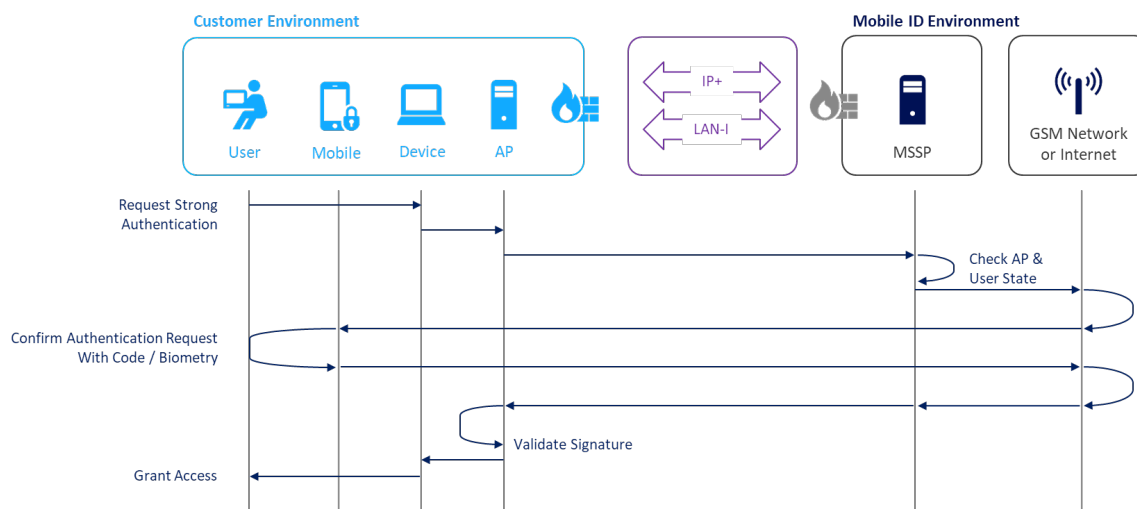 Customer Environment
Mobile ID Environment
IP+
LAN-I
User
Mobile
Device
AP
MSSP
GSM Network
or Internet
Request Strong
Authentication
Check AP &
User State
Confirm Authentication Request
With Code / Biometry
Validate Signature
Grant Access